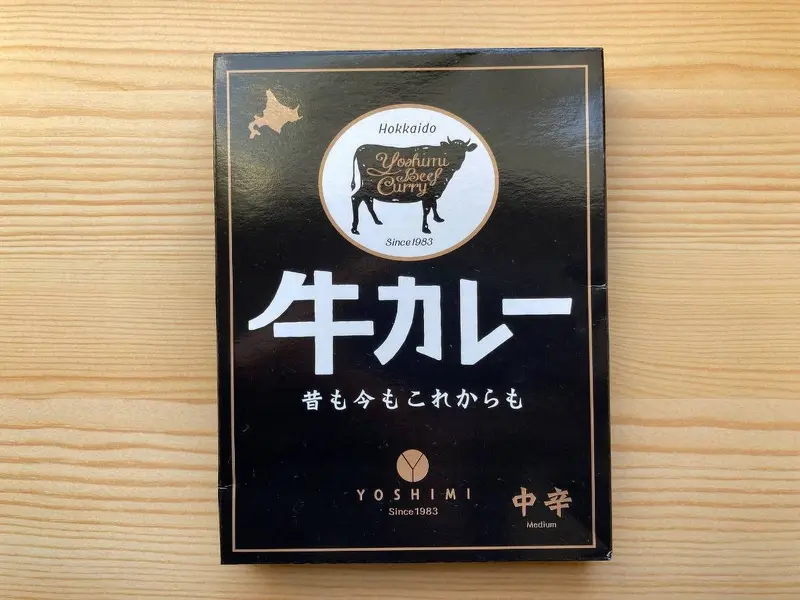 Hokkaido
Yoshimi
Beef
Curry
Since1983
牛カレー
昔も今もこれからも
YOSHIMI
Since1983
中辛
Medium